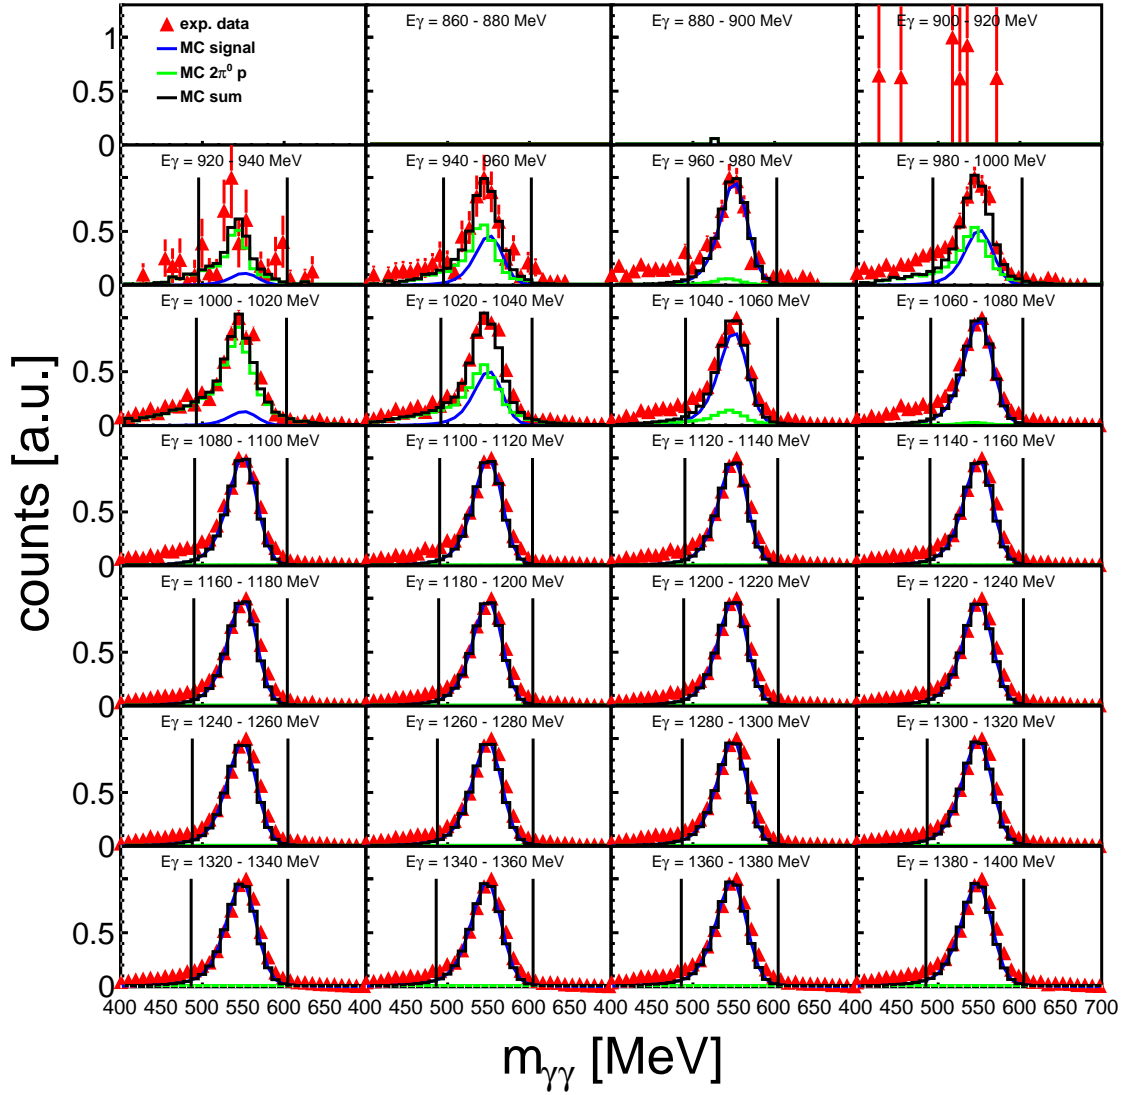 exp. data
MC signal
MC 2π⁰ p
MC sum
Eγ = 860 - 880 MeV
Eγ = 880 - 900 MeV
Eγ = 900 - 920 MeV
1
0.5
0
Eγ = 920 - 940 MeV
Eγ = 940 - 960 MeV
Eγ = 960 - 980 MeV
Eγ = 980 - 1000 MeV
1
0.5
0
Eγ = 1000 - 1020 MeV
Eγ = 1020 - 1040 MeV
Eγ = 1040 - 1060 MeV
Eγ = 1060 - 1080 MeV
1
0.5
0
Eγ = 1080 - 1100 MeV
Eγ = 1100 - 1120 MeV
Eγ = 1120 - 1140 MeV
Eγ = 1140 - 1160 MeV
1
0.5
0
Eγ = 1160 - 1180 MeV
Eγ = 1180 - 1200 MeV
Eγ = 1200 - 1220 MeV
Eγ = 1220 - 1240 MeV
1
0.5
0
Eγ = 1240 - 1260 MeV
Eγ = 1260 - 1280 MeV
Eγ = 1280 - 1300 MeV
Eγ = 1300 - 1320 MeV
1
0.5
0
Eγ = 1320 - 1340 MeV
Eγ = 1340 - 1360 MeV
Eγ = 1360 - 1380 MeV
Eγ = 1380 - 1400 MeV
1
0.5
0
400 450 500 550 600 650 400 450 500 550 600 650 400 450 500 550 600 650 400 450 500 550 600 650 700
counts [a.u.]
m_γγ [MeV]